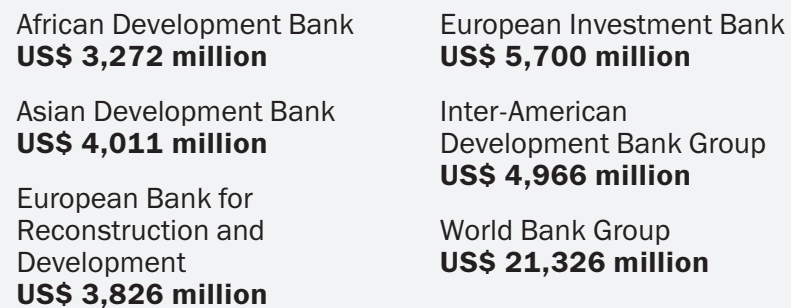 African Development Bank
US$ 3,272 million
Asian Development Bank
US$ 4,011 million
European Bank for
Reconstruction and
Development
US$ 3,826 million
European Investment Bank
US$ 5,700 million
Inter-American
Development Bank Group
US$ 4,966 million
World Bank Group
US$ 21,326 million